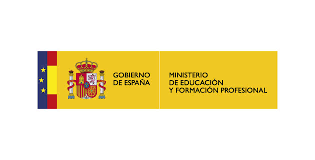 GOBIERNO
DE ESPAÑA
MINISTERIO
DE EDUCACIÓN
Y FORMACIÓN PROFESIONAL